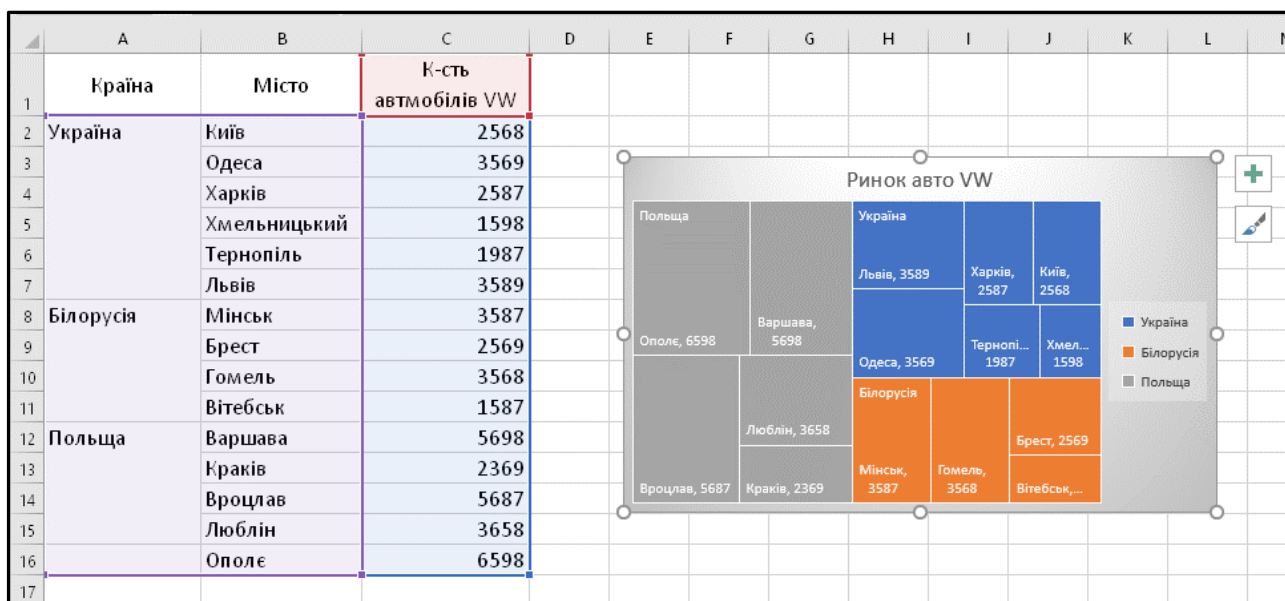 A B C D E F G H I J K L
1 Країна Місто К-сть автмобілів VW
2 Україна Київ 2568
3 Одеса 3569
4 Харків 2587
5 Хмельницький 1598
6 Тернопіль 1987
7 Львів 3589
8 Білорусія Мінськ 3587
9 Брест 2569
10 Гомель 3568
11 Вітебськ 1587
12 Польща Варшава 5698
13 Краків 2369
14 Вроцлав 5687
15 Люблін 3658
16 Ополє 6598
17
Ринок авто VW
Польща
Ополє, 6598
Варшава,
5698
Вроцлав, 5687
Люблін, 3658
Краків, 2369
Україна
Львів, 3589
Одеса, 3569
Харків,
2587
Київ,
2568
Тернопі...
1987
Хмел...
1598
Білорусія
Мінськ,
3587
Гомель,
3568
Брест, 2569
Вітебськ,...
Україна
Білорусія
Польща